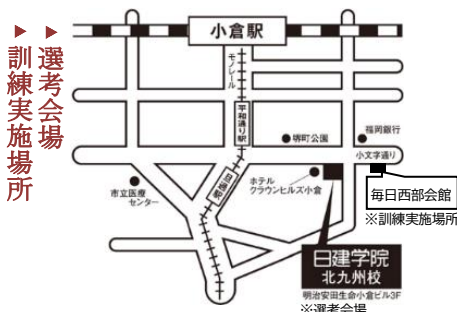 ▶選考会場
▶訓練実施場所
小倉駅
モノレール
平和通り駅
堺町公園
福岡銀行
小文字通り
旦過駅
ホテル
クラウンヒルズ小倉
市立医療
センター
毎日西部会館
※訓練実施場所
日建学院
北九州校
明治安田生命小倉ビル3F
※選考会場